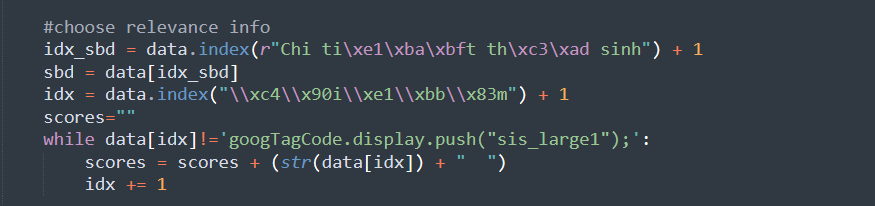 #choose relevance info
idx_sbd = data.index(r"Chi ti\xe1\xba\xbft th\xc3\xad sinh") + 1
sbd = data[idx_sbd]
idx = data.index("\\xc4\\x90i\\xe1\\xbb\\x83m") + 1
scores=""
while data[idx]!='googTagCode.display.push("sis_large1");':
    scores = scores + (str(data[idx]) + "  ")
    idx += 1